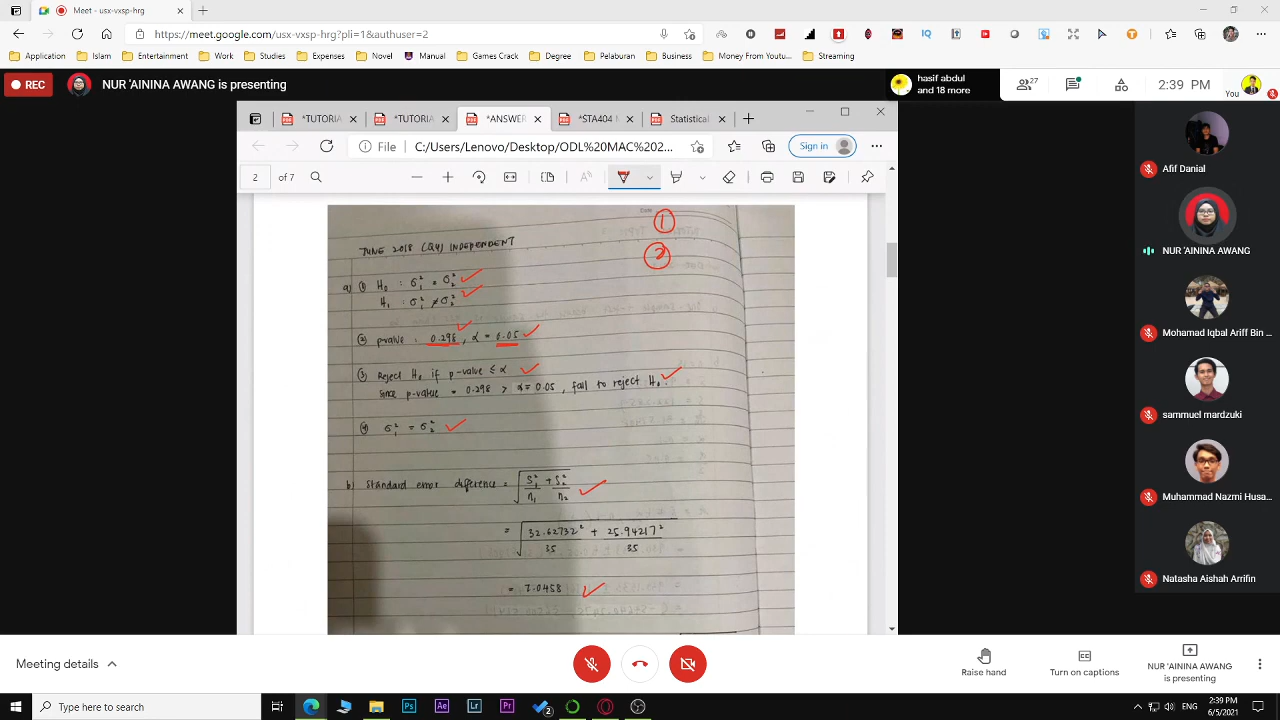 Meet - usx-vxsp-hrg
https://meet.google.com/usx-vxsp-hrg?pli=1&authuser=2
Application Islam Entertainment Work Studies Expenses Novel Manual Games Crack Degree Pelaburan Business Money From Youtu... Streaming
REC NUR 'AININA AWANG is presenting
hasif abdul
and 18 more
27
2:39 PM
You
*TUTORIA *TUTORIA *ANSWER *STA404 Statistical
File C:/Users/Lenovo/Desktop/ODL%20MAC%202... Sign in
2 of 7
Date
1
2
JUNE 2018 (Q4) INDEPENDENT
a) ① H₀ : σ₁² = σ₂²
H₁ : σ₁² ≠ σ₂²
② p-value : 0.298, α = 0.05
③ Reject H₀ if p-value ≤ α
Since p-value = 0.298 > α = 0.05, fail to reject H₀.
④ σ₁² = σ₂²
b) Standard error difference = √(S₁²/n₁ + S₂²/n₂)
= √(32.62732²/35 + 25.94217²/35)
= 7.0458
Afif Danial
NUR 'AININA AWANG
Mohamad Iqbal Ariff Bin ...
sammuel mardzuki
Muhammad Nazmi Husa...
Natasha Aishah Arrifin
Meeting details
Raise hand
Turn on captions
NUR 'AININA AWANG
is presenting
Type here to search
Ps Ae Lr Pr
2
ENG
2:39 PM
6/5/2021